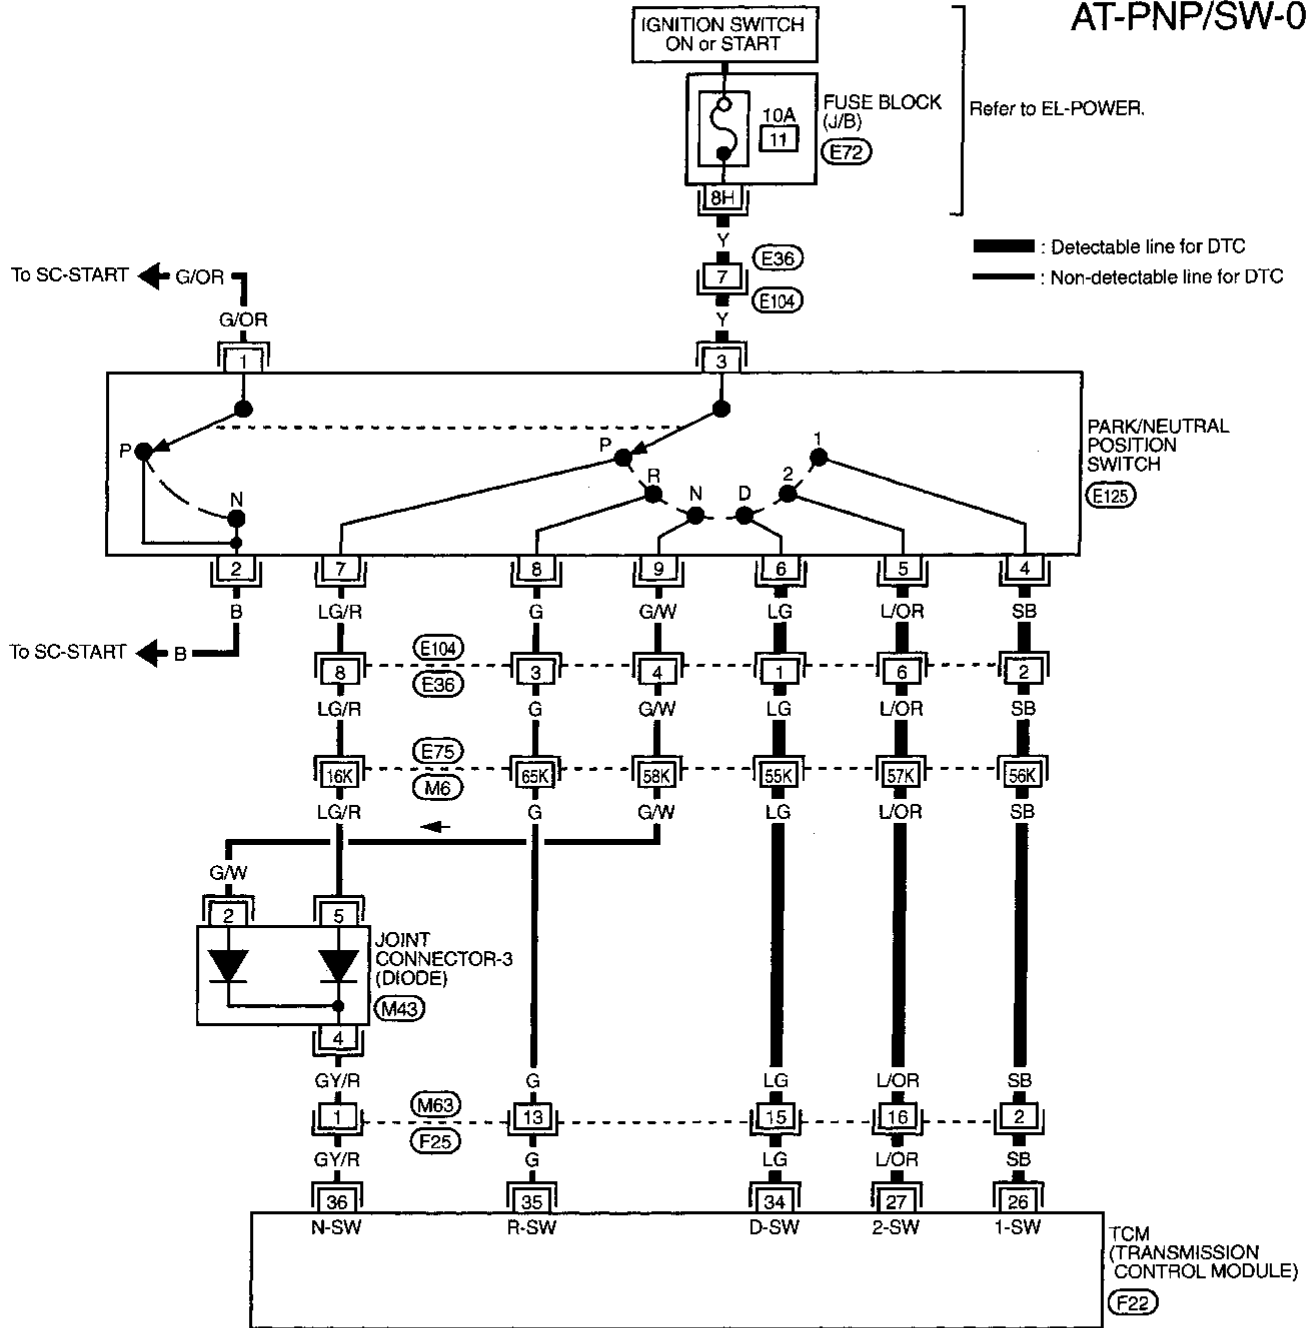 AT-PNP/SW-0
IGNITION SWITCH
ON or START
10A
11
FUSE BLOCK
(J/B)
E72
Refer to EL-POWER.
8H
Y
E36
7
E104
Y
: Detectable line for DTC
: Non-detectable line for DTC
To SC-START
G/OR
G/OR
1
3
P
N
P
R
N
D
2
1
PARK/NEUTRAL
POSITION
SWITCH
E125
2
7
8
9
6
5
4
B
LG/R
G
G/W
LG
L/OR
SB
To SC-START
B
E104
8
3
4
1
6
2
E36
LG/R
G
G/W
LG
L/OR
SB
E75
16K
65K
58K
55K
57K
56K
M6
LG/R
G
G/W
LG
L/OR
SB
G/W
2
5
JOINT
CONNECTOR-3
(DIODE)
M43
4
GY/R
G
LG
L/OR
SB
M63
1
13
15
16
2
F25
GY/R
G
LG
L/OR
SB
36
35
34
27
26
N-SW
R-SW
D-SW
2-SW
1-SW
TCM
(TRANSMISSION
CONTROL MODULE)
F22